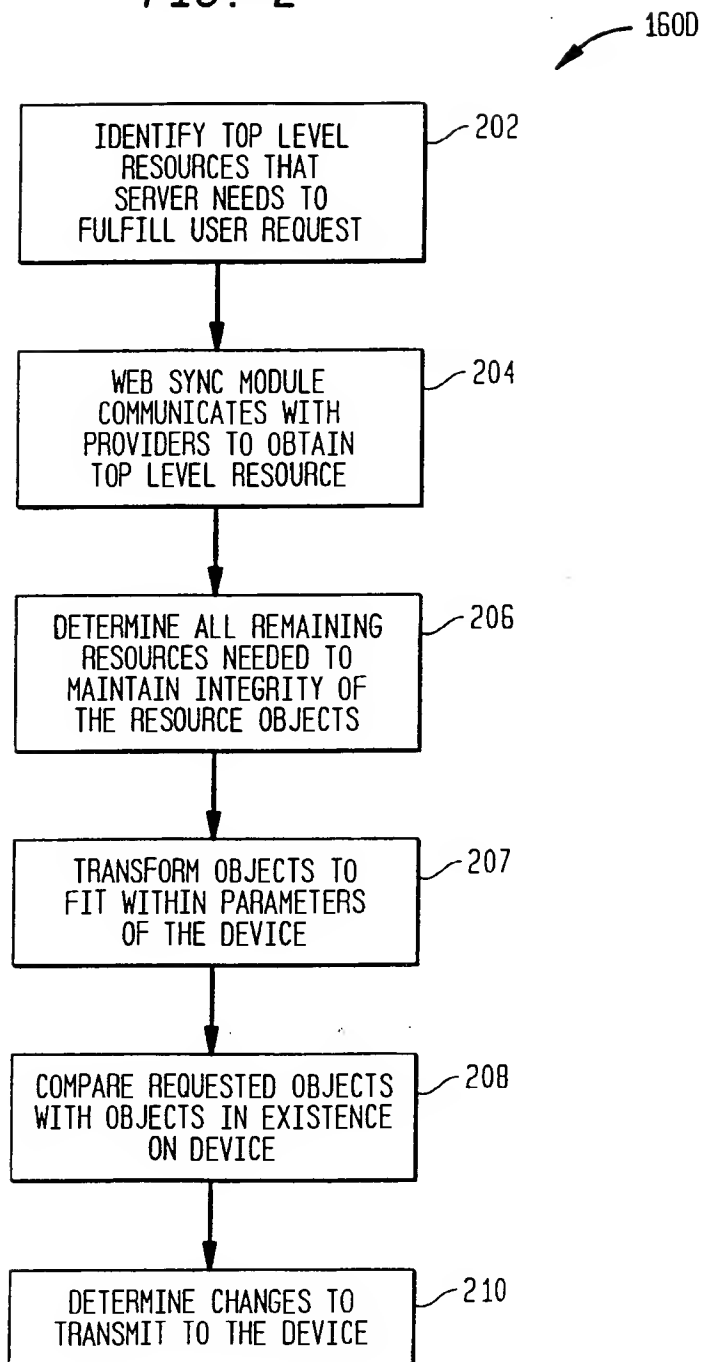 FIG. 2
160D
IDENTIFY TOP LEVEL
RESOURCES THAT
SERVER NEEDS TO
FULFILL USER REQUEST
202
WEB SYNC MODULE
COMMUNICATES WITH
PROVIDERS TO OBTAIN
TOP LEVEL RESOURCE
204
DETERMINE ALL REMAINING
RESOURCES NEEDED TO
MAINTAIN INTEGRITY OF
THE RESOURCE OBJECTS
206
TRANSFORM OBJECTS TO
FIT WITHIN PARAMETERS
OF THE DEVICE
207
COMPARE REQUESTED OBJECTS
WITH OBJECTS IN EXISTENCE
ON DEVICE
208
DETERMINE CHANGES TO
TRANSMIT TO THE DEVICE
210